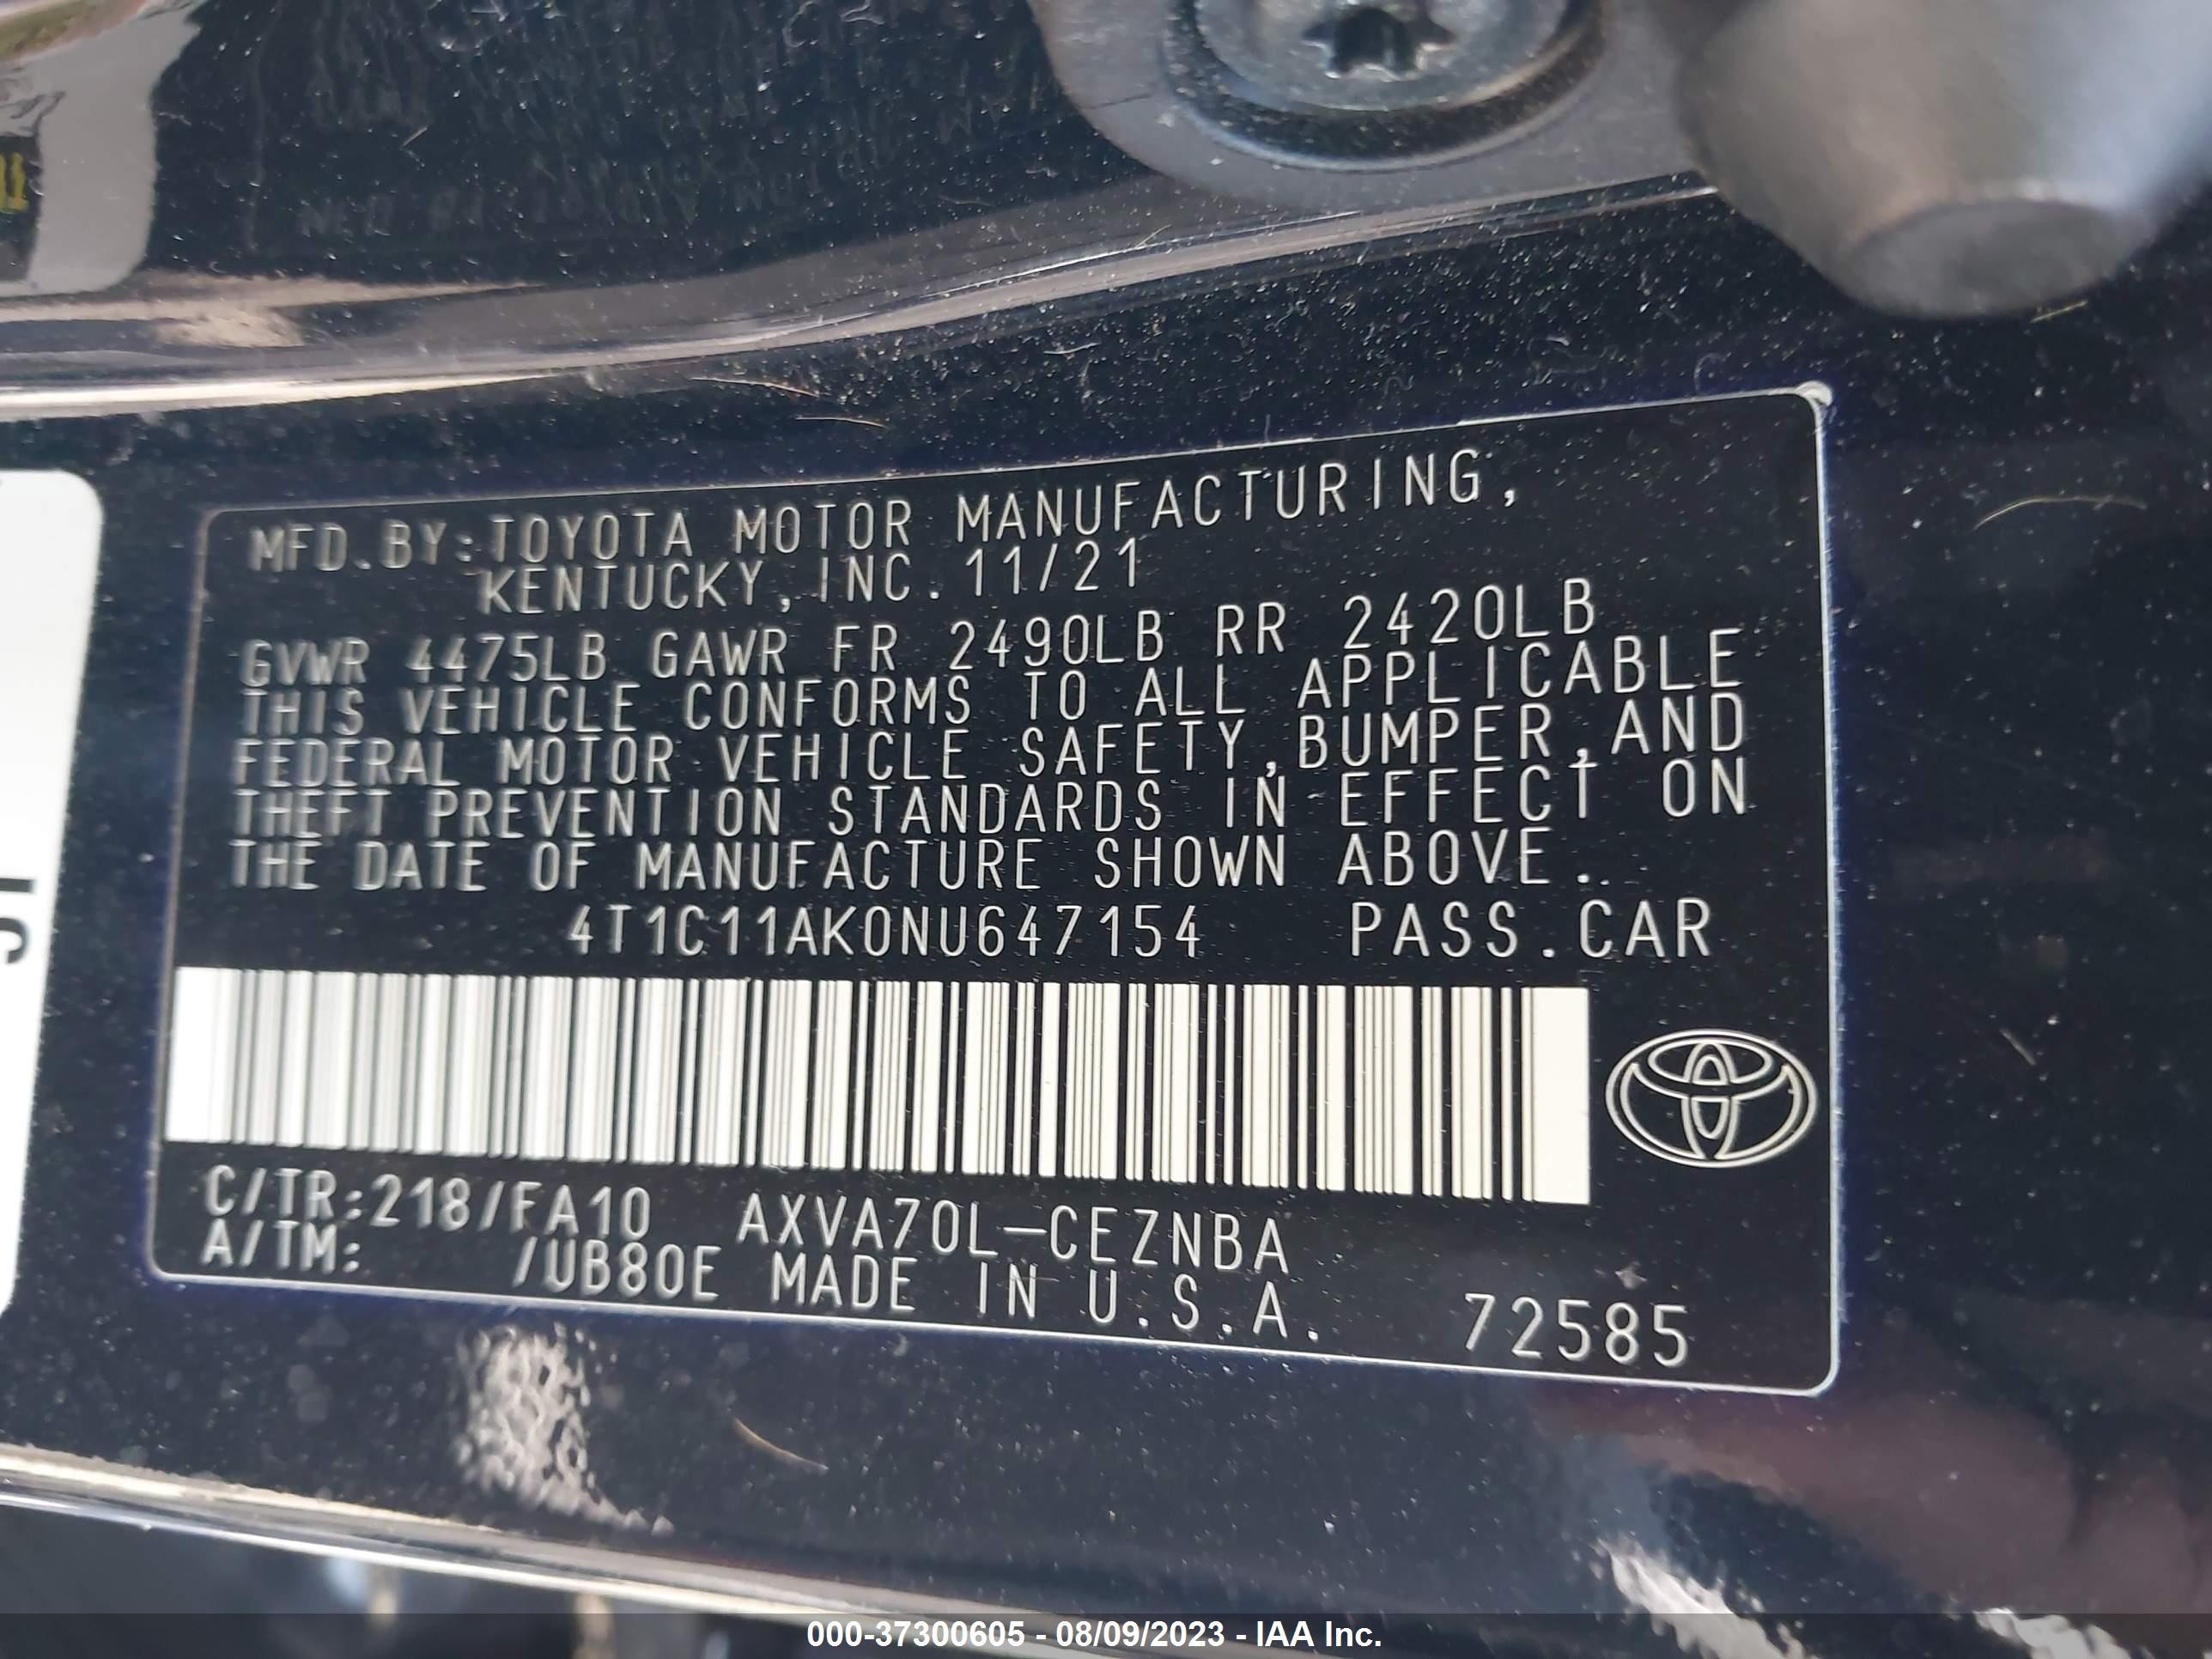 MFD.BY:TOYOTA MOTOR MANUFACTURING,
KENTUCKY,INC.11/21
GVWR 4475LB GAWR FR 2490LB RR 2420LB
THIS VEHICLE CONFORMS TO ALL APPLICABLE
FEDERAL MOTOR VEHICLE SAFETY,BUMPER,AND
THEFT PREVENTION STANDARDS IN EFFECT ON
THE DATE OF MANUFACTURE SHOWN ABOVE.
4T1C11AK0NU647154 PASS.CAR
C/TR:218/FA10 AXVA70L-CEZNBA
A/TM: /UB80E MADE IN U.S.A. 72585
000-37300605 - 08/09/2023 - IAA Inc.